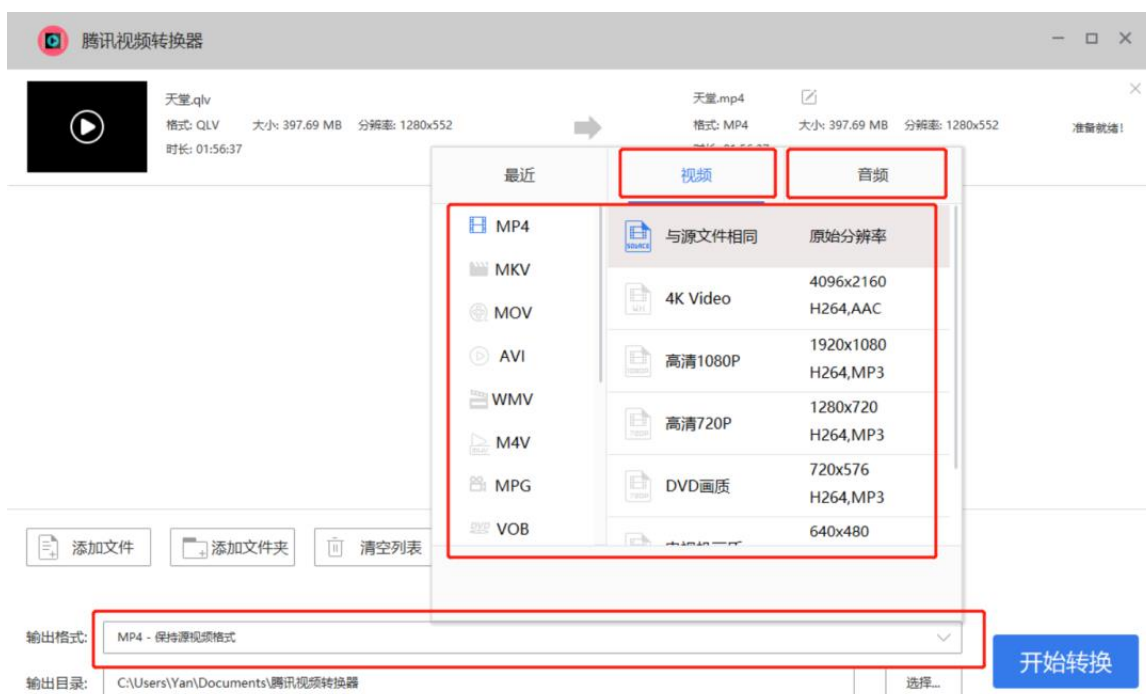 腾讯视频转换器
天堂.qlv
格式: QLV 大小: 397.69 MB 分辨率: 1280x552
时长: 01:56:37
天堂.mp4
格式: MP4 大小: 397.69 MB 分辨率: 1280x552
准备就绪!
最近 视频 音频
MP4
MKV
MOV
AVI
WMV
M4V
MPG
VOB
与源文件相同 原始分辨率
SOURCE
4K Video
4096x2160
H264,AAC
高清1080P
1920x1080
H264,MP3
高清720P
1280x720
H264,MP3
DVD画质
720x576
H264,MP3
640x480
添加文件 添加文件夹 清空列表
输出格式: MP4 - 保持源视频格式
开始转换
输出目录: C:\Users\Yan\Documents\腾讯视频转换器 选择...